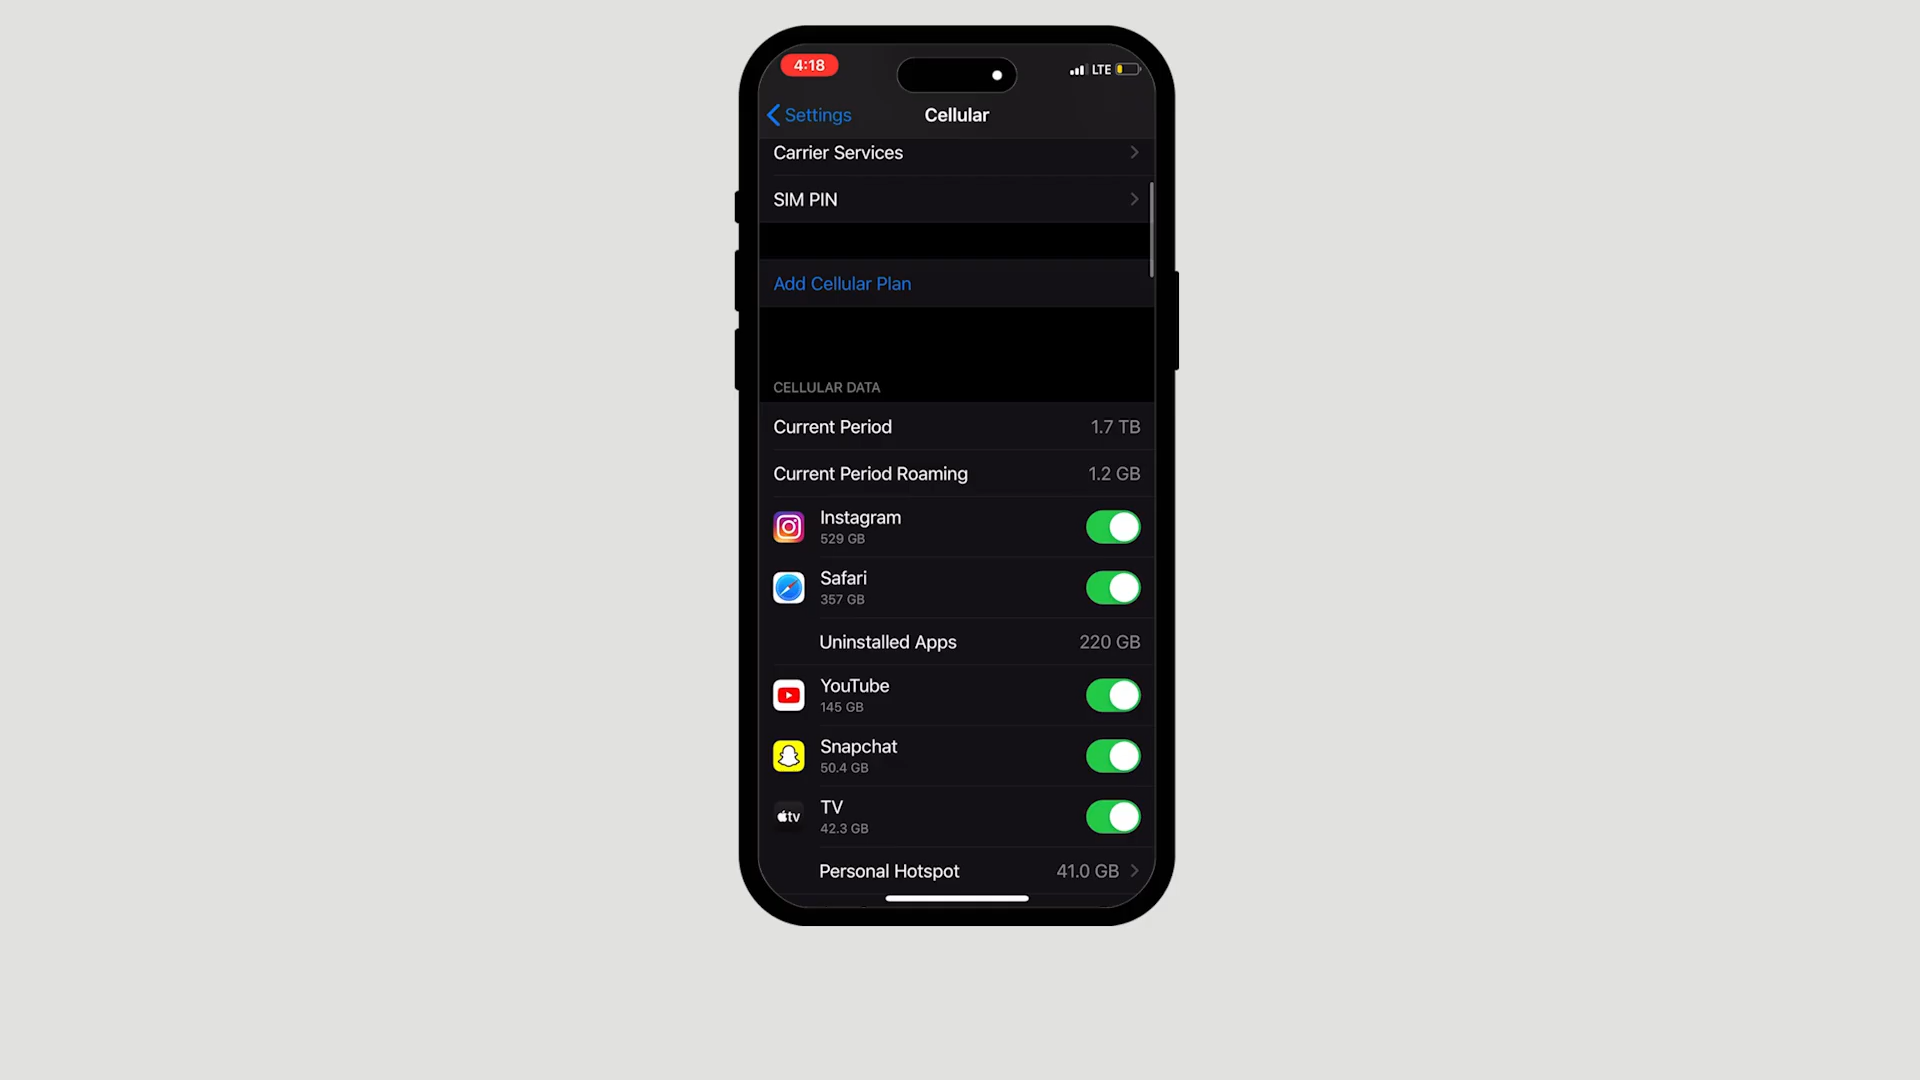 4:18 LTE
Settings Cellular
Carrier Services
SIM PIN
Add Cellular Plan
CELLULAR DATA
Current Period 1.7 TB
Current Period Roaming 1.2 GB
Instagram
529 GB
Safari
357 GB
Uninstalled Apps 220 GB
YouTube
145 GB
Snapchat
50.4 GB
tv TV
42.3 GB
Personal Hotspot 41.0 GB